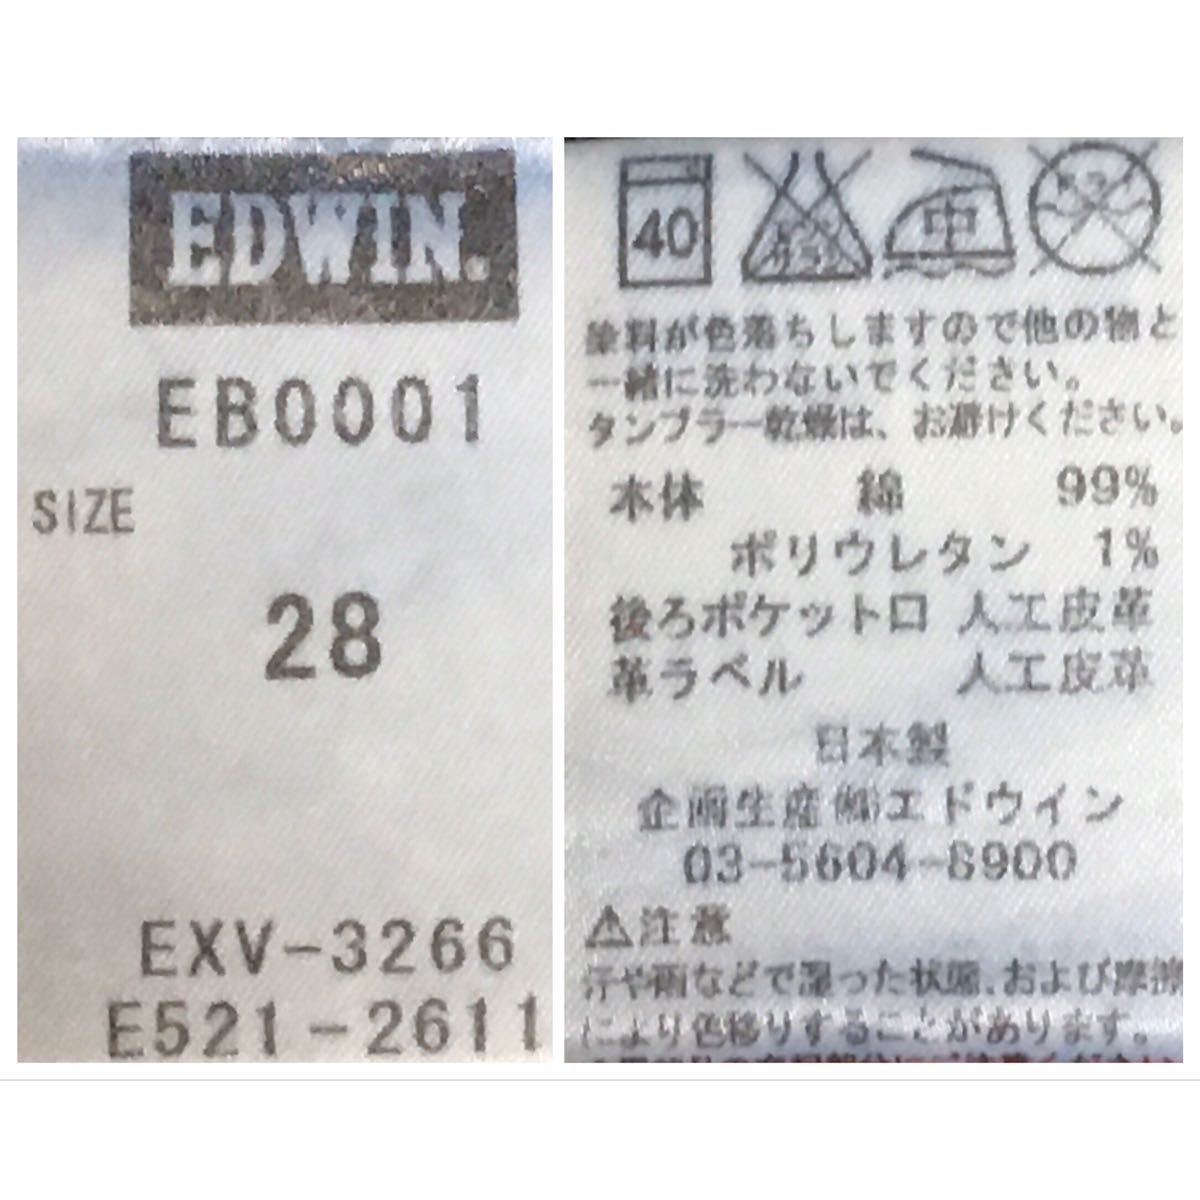 EDWIN.
EB0001
SIZE
28
EXV-3266
E521-2611
40
中
塗料が色落ちしますので他の物と
一緒に洗わないでください。
タンブラー乾燥は、お避けください。
本体 綿 99%
ポリウレタン 1%
後ろポケット口 人工皮革
革ラベル 人工皮革
日本製
企画生産㈱エドウイン
03-5604-8900
⚠注意
汗や雨などで湿った状態、および摩擦
により色移りすることがあります。